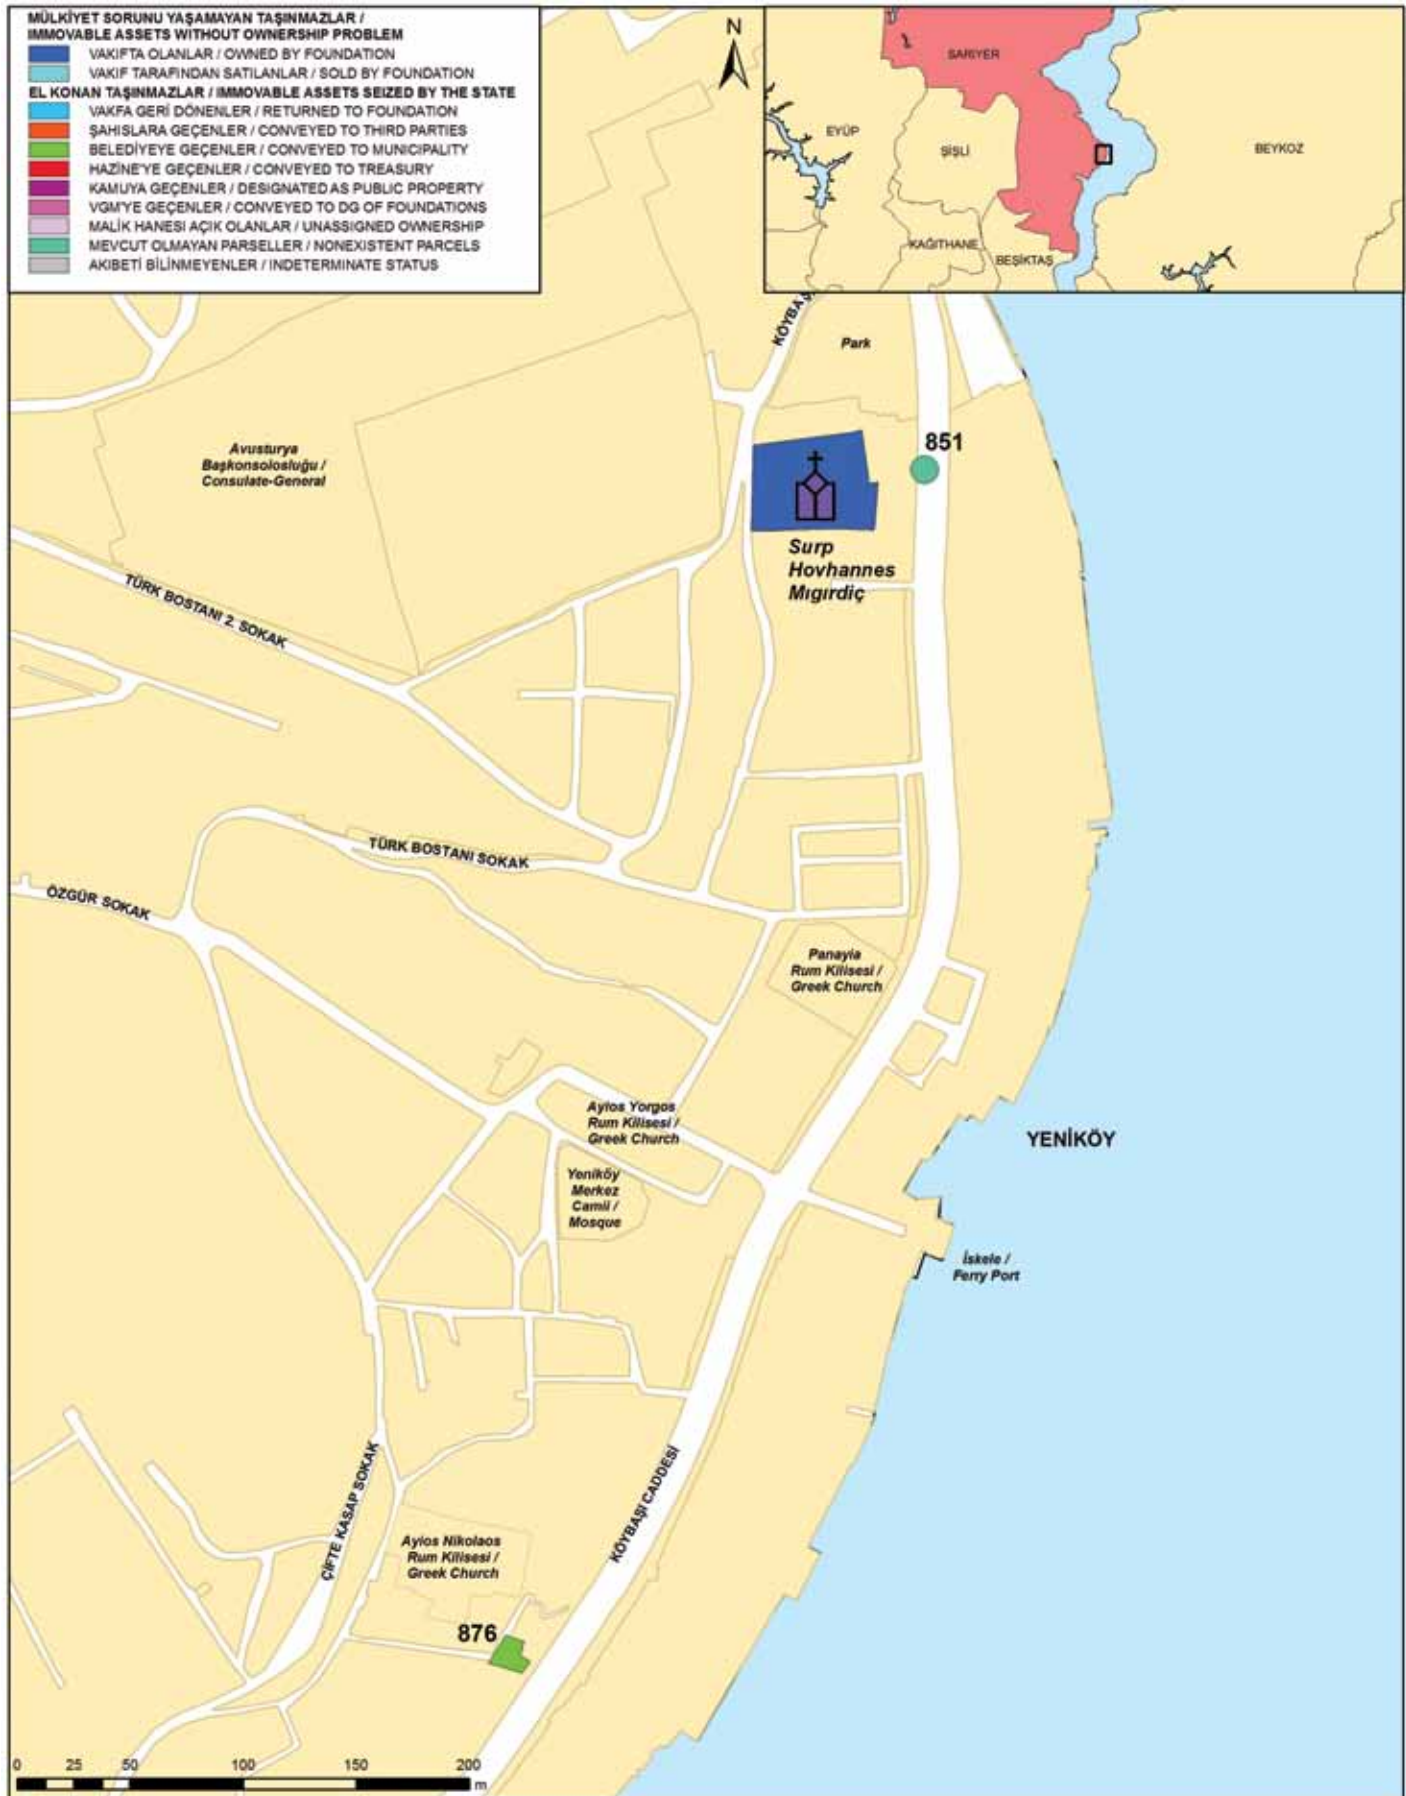 MÜLKİYET SORUNU YAŞAMAYAN TAŞINMAZLAR /
IMMOVABLE ASSETS WITHOUT OWNERSHIP PROBLEM
VAKIFTA OLANLAR / OWNED BY FOUNDATION
VAKIF TARAFINDAN SATILANLAR / SOLD BY FOUNDATION
EL KONAN TAŞINMAZLAR / IMMOVABLE ASSETS SEIZED BY THE STATE
VAKFA GERİ DÖNENLER / RETURNED TO FOUNDATION
ŞAHISLARA GEÇENLER / CONVEYED TO THIRD PARTIES
BELEDİYEYE GEÇENLER / CONVEYED TO MUNICIPALITY
HAZİNE'YE GEÇENLER / CONVEYED TO TREASURY
KAMUYA GEÇENLER / DESIGNATED AS PUBLIC PROPERTY
VGM'YE GEÇENLER / CONVEYED TO DG OF FOUNDATIONS
MALİK HANESİ AÇIK OLANLAR / UNASSIGNED OWNERSHIP
MEVCUT OLMAYAN PARSELLER / NONEXISTENT PARCELS
AKIBETİ BİLİNMEYENLER / INDETERMINATE STATUS
N
SARIYER
EYÜP
ŞİŞLİ
BEYKOZ
KAĞITHANE
BEŞİKTAŞ
KÖYBAŞ
Park
851
Avusturya
Başkonsolosluğu /
Consulate-General
Surp
Hovhannes
Mıgırdiç
TÜRK BOSTANI 2. SOKAK
TÜRK BOSTANI SOKAK
ÖZGÜR SOKAK
Panayia
Rum Kilisesi /
Greek Church
Ayios Yorgos
Rum Kilisesi /
Greek Church
YENİKÖY
Yeniköy
Merkez
Camii /
Mosque
İskele /
Ferry Port
ÇİFTE KASAP SOKAK
KÖYBAŞI CADDESİ
Ayios Nikolaos
Rum Kilisesi /
Greek Church
876
0 25 50 100 150 200
m